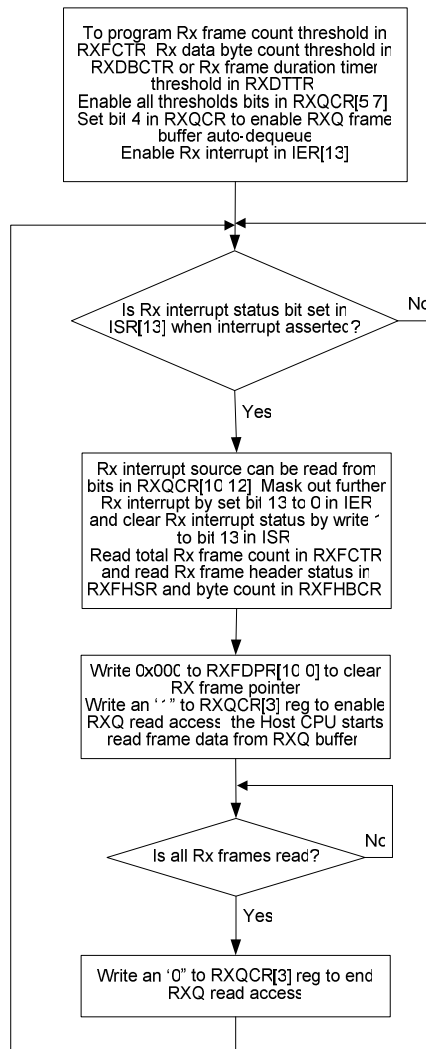 To program Rx frame count threshold in
RXFCTR Rx data byte count threshold in
RXDBCTR or Rx frame duration timer
threshold in RXDTTR
Enable all thresholds bits in RXQCR[5 7]
Set bit 4 in RXQCR to enable RXQ frame
buffer auto-dequeue
Enable Rx interrupt in IER[13]
Is Rx interrupt status bit set in
ISR[13] when interrupt asserted?
No
Yes
Rx interrupt source can be read from
bits in RXQCR[10 12] Mask out further
Rx interrupt by set bit 13 to 0 in IER
and clear Rx interrupt status by write 1
to bit 13 in ISR
Read total Rx frame count in RXFCTR
and read Rx frame header status in
RXFHSR and byte count in RXFHBCR
Write 0x000 to RXFDPR[10 0] to clear
RX frame pointer
Write an "1" to RXQCR[3] reg to enable
RXQ read access the Host CPU starts
read frame data from RXQ buffer
Is all Rx frames read?
No
Yes
Write an "0" to RXQCR[3] reg to end
RXQ read access